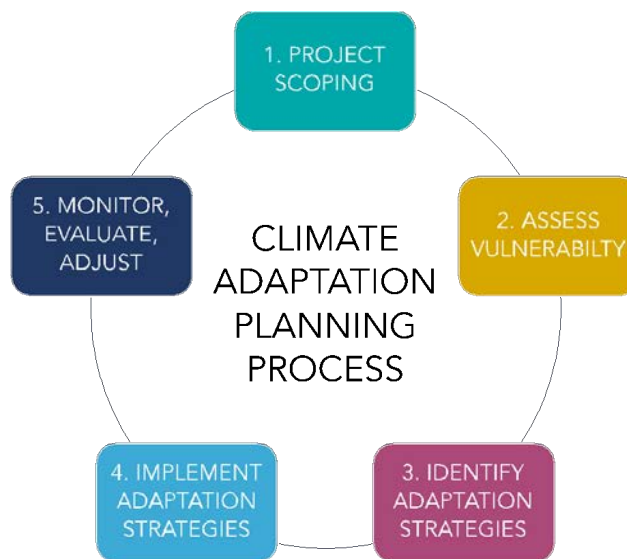 1. PROJECT
SCOPING
2. ASSESS
VULNERABILTY
3. IDENTIFY
ADAPTATION
STRATEGIES
4. IMPLEMENT
ADAPTATION
STRATEGIES
5. MONITOR,
EVALUATE,
ADJUST
CLIMATE
ADAPTATION
PLANNING
PROCESS